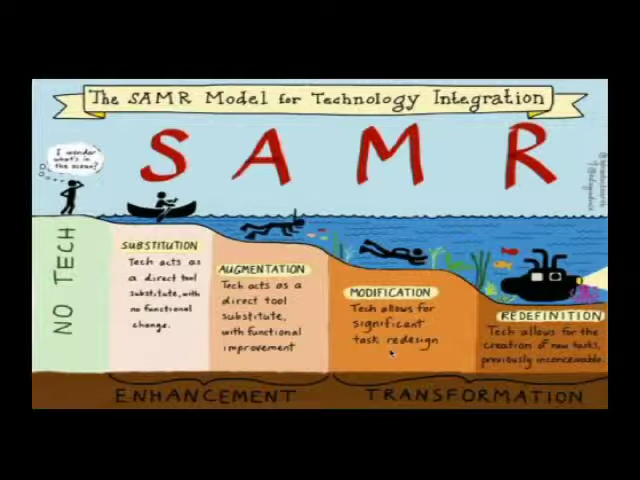 The SAMR Model for Technology Integration
S A M R
I wonder
what's in
the ocean?
NO TECH
SUBSTITUTION
Tech acts as
a direct tool
substitute, with
no functional
change.
AUGMENTATION
Tech acts as a
direct tool
substitute,
with functional
improvement
MODIFICATION
Tech allows for
significant
task redesign
REDEFINITION
Tech allows for the
creation of new tasks,
previously inconceivable.
ENHANCEMENT
TRANSFORMATION